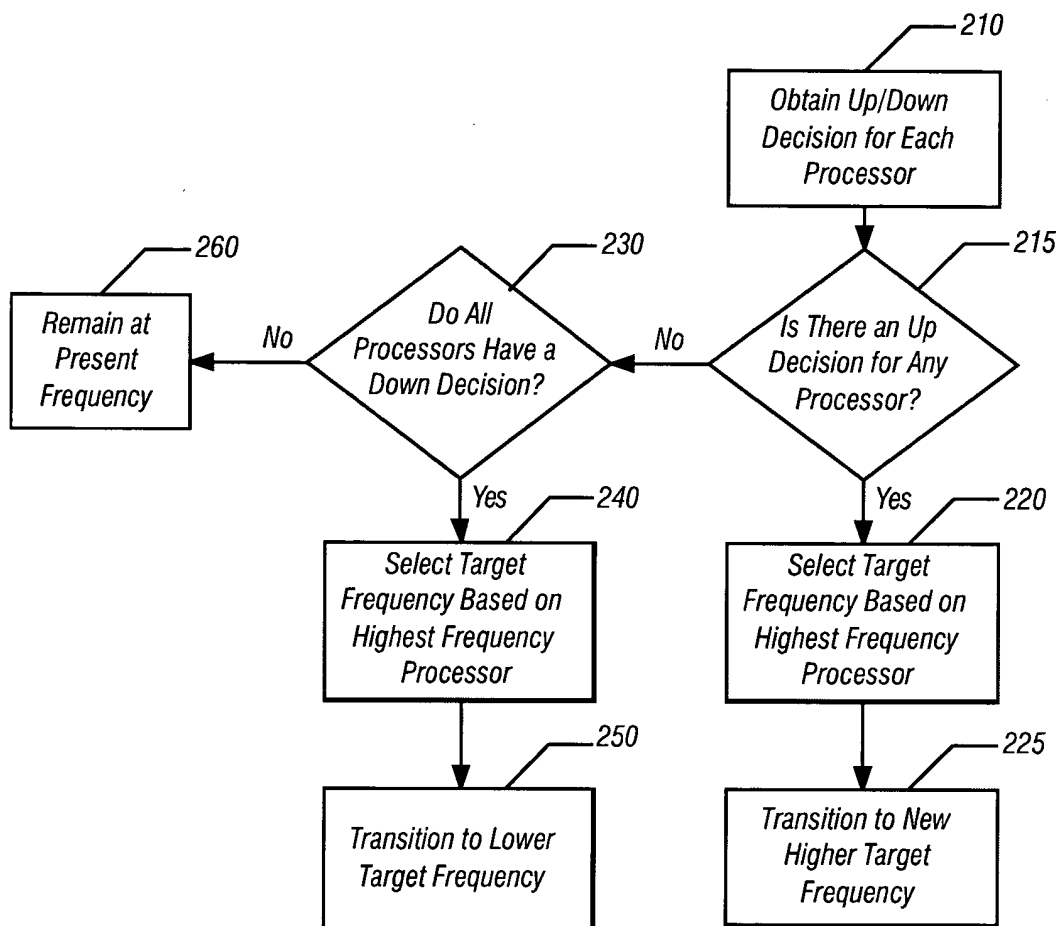 210
Obtain Up/Down
Decision for Each
Processor
215
Is There an Up
Decision for Any
Processor?
No
Yes
230
Do All
Processors Have a
Down Decision?
No
Yes
260
Remain at
Present
Frequency
240
Select Target
Frequency Based on
Highest Frequency
Processor
220
Select Target
Frequency Based on
Highest Frequency
Processor
250
Transition to Lower
Target Frequency
225
Transition to New
Higher Target
Frequency